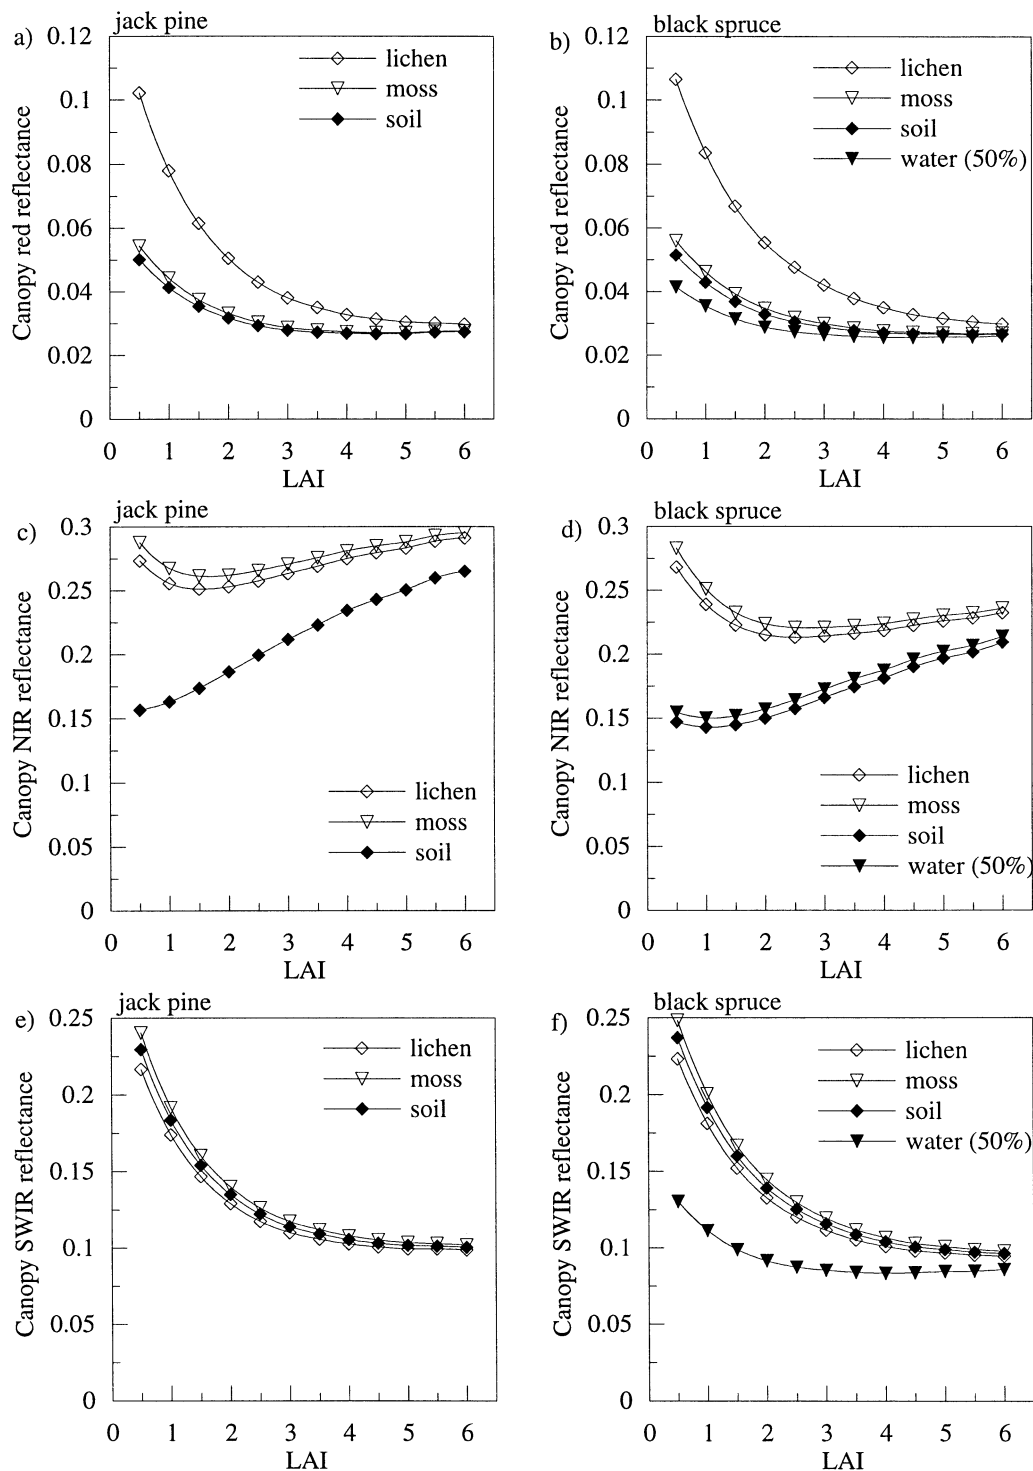 a)
jack pine
0.12
0.1
0.08
0.06
0.04
0.02
0
Canopy red reflectance
lichen
moss
soil
0 1 2 3 4 5 6
LAI
b)
black spruce
0.12
0.1
0.08
0.06
0.04
0.02
0
Canopy red reflectance
lichen
moss
soil
water (50%)
0 1 2 3 4 5 6
LAI
c)
jack pine
0.3
0.25
0.2
0.15
0.1
0.05
0
Canopy NIR reflectance
lichen
moss
soil
0 1 2 3 4 5 6
LAI
d)
black spruce
0.3
0.25
0.2
0.15
0.1
0.05
0
Canopy NIR reflectance
lichen
moss
soil
water (50%)
0 1 2 3 4 5 6
LAI
e)
jack pine
0.25
0.2
0.15
0.1
0.05
0
Canopy SWIR reflectance
lichen
moss
soil
0 1 2 3 4 5 6
LAI
f)
black spruce
0.25
0.2
0.15
0.1
0.05
0
Canopy SWIR reflectance
lichen
moss
soil
water (50%)
0 1 2 3 4 5 6
LAI